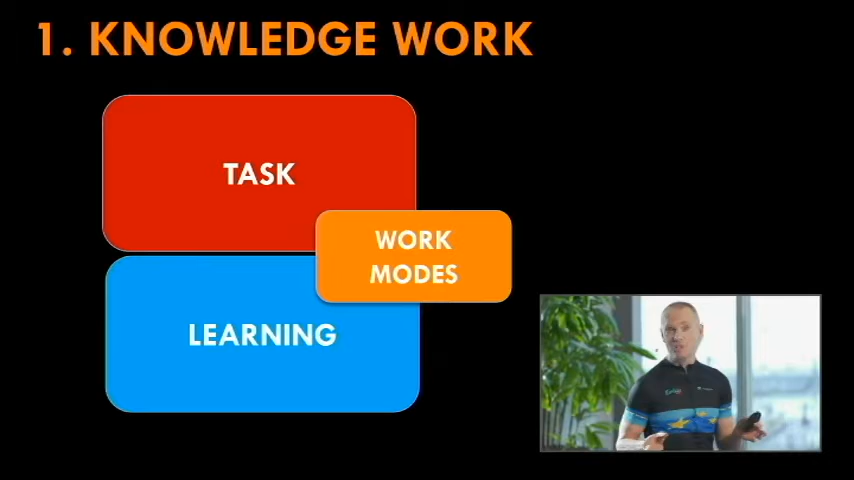 1. KNOWLEDGE WORK
TASK
WORK
MODES
LEARNING